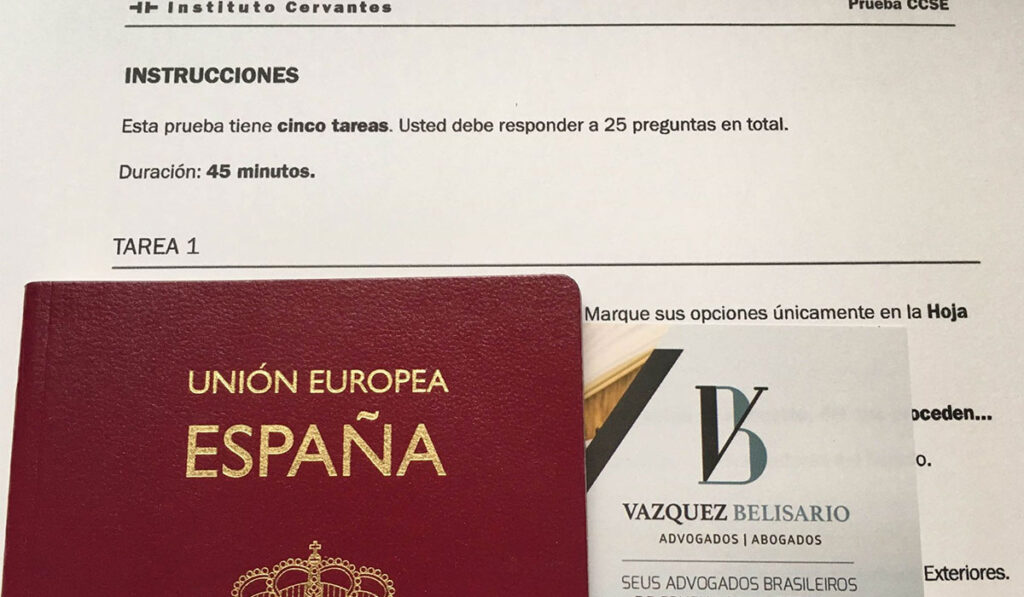 Instituto Cervantes
Prueba CCSE
INSTRUCCIONES
Esta prueba tiene cinco tareas. Usted debe responder a 25 preguntas en total.
Duración: 45 minutos.
TAREA 1
Marque sus opciones únicamente en la Hoja
UNIÓN EUROPEA
ESPAÑA
oceden...
o.
VB
VAZQUEZ BELISARIO
ADVOGADOS | ABOGADOS
SEUS ADVOGADOS BRASILEIROS
Exteriores.